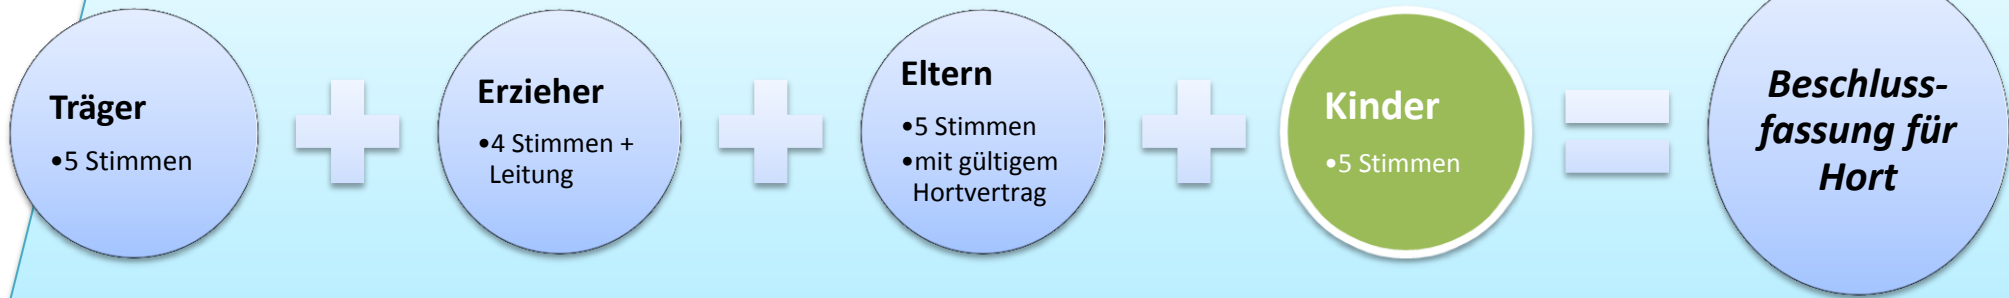 Träger
•5 Stimmen
Erzieher
•4 Stimmen +
Leitung
Eltern
•5 Stimmen
•mit gültigem
Hortvertrag
Kinder
•5 Stimmen
Beschluss-
fassung für
Hort